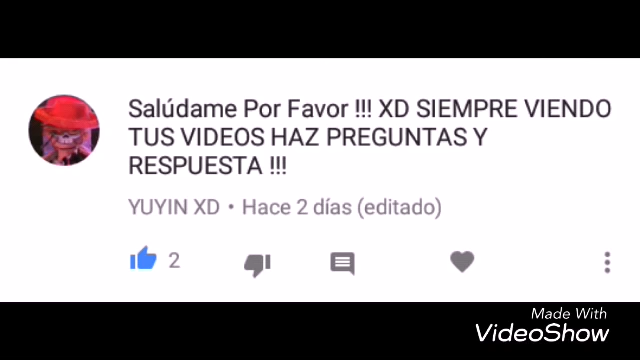 Salúdame Por Favor !!! XD SIEMPRE VIENDO
TUS VIDEOS HAZ PREGUNTAS Y
RESPUESTA !!!
YUYIN XD • Hace 2 días (editado)
2
Made With
VideoShow